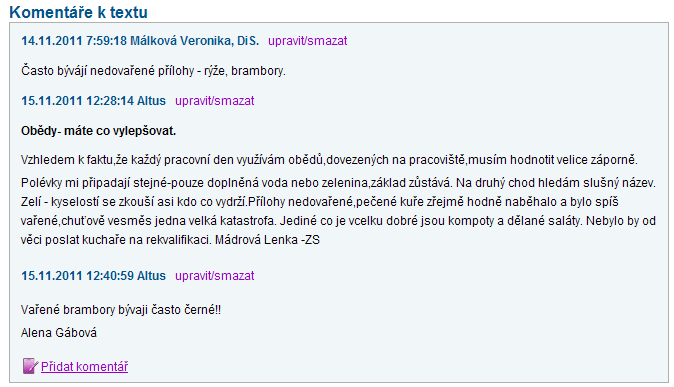 Komentáře k textu
14.11.2011 7:59:18 Málková Veronika, DiS. upravit/smazat
Často bývájí nedovařené přílohy - rýže, brambory.
15.11.2011 12:28:14 Altus upravit/smazat
Obědy- máte co vylepšovat.
Vzhledem k faktu,že každý pracovní den využívám obědů,dovezených na pracoviště,musím hodnotit velice záporně.
Polévky mi připadají stejné-pouze doplněná voda nebo zelenina,základ zůstává. Na druhý chod hledám slušný název.
Zelí - kyselostí se zkouší asi kdo co vydrží.Přílohy nedovařené,pečené kuře zřejmě hodně naběhalo a bylo spíš
vařené,chuťově vesměs jedna velká katastrofa. Jediné co je vcelku dobré jsou kompoty a dělané saláty. Nebylo by od
věci poslat kuchaře na rekvalifikaci. Mádrová Lenka -ZS
15.11.2011 12:40:59 Altus upravit/smazat
Vařené brambory bývaji často černé!!
Alena Gábová
Přidat komentář